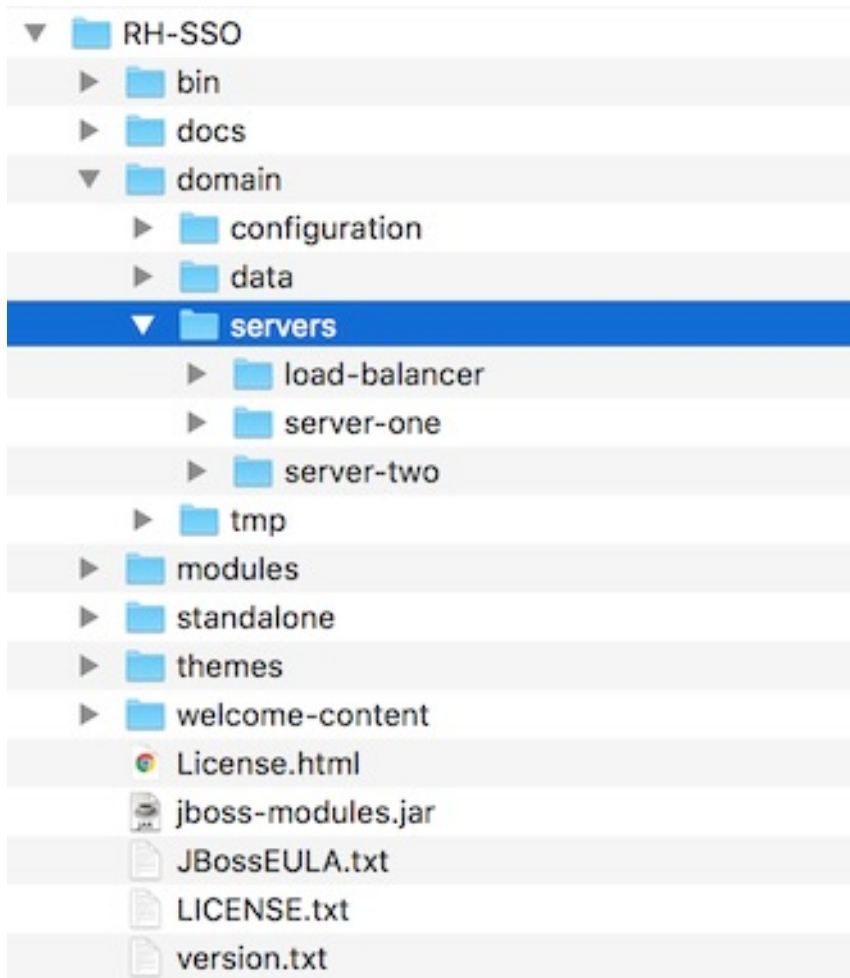 RH-SSO
bin
docs
domain
configuration
data
servers
load-balancer
server-one
server-two
tmp
modules
standalone
themes
welcome-content
License.html
jboss-modules.jar
JBossEULA.txt
LICENSE.txt
version.txt